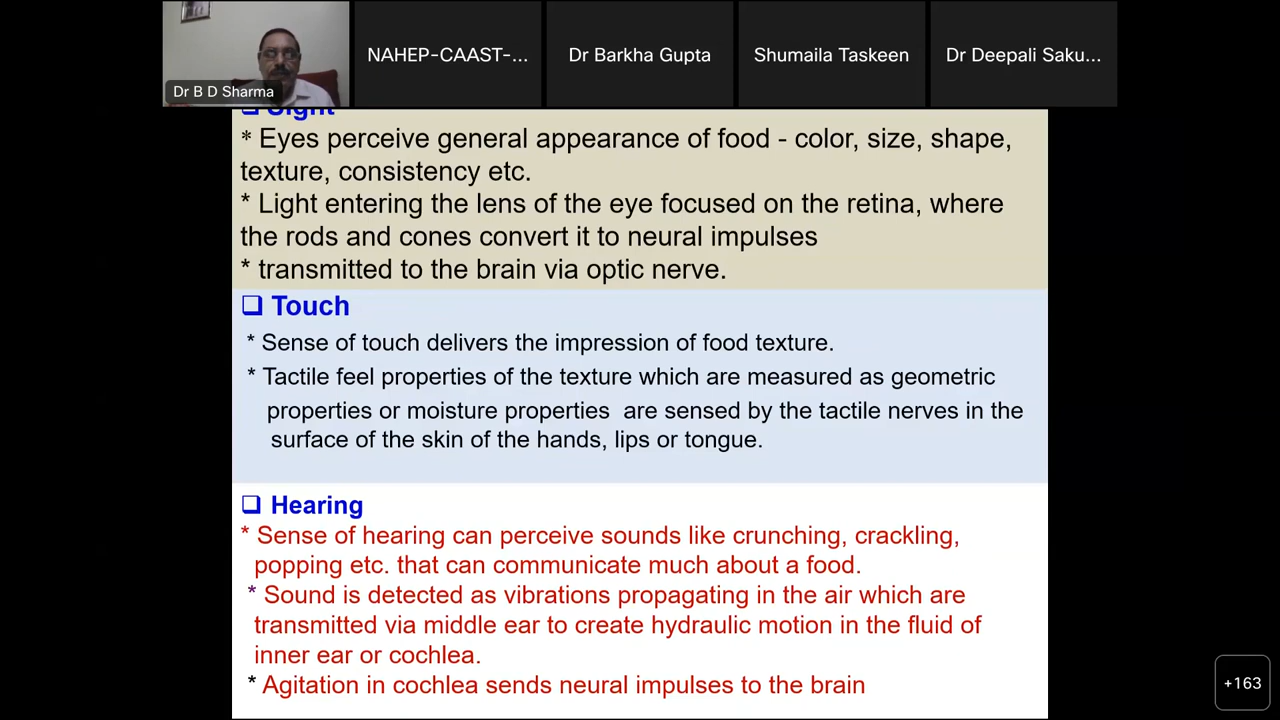 Dr B D Sharma
NAHEP-CAAST-...
Dr Barkha Gupta
Shumaila Taskeen
Dr Deepali Saku...
❑ Sight
* Eyes perceive general appearance of food - color, size, shape,
texture, consistency etc.
* Light entering the lens of the eye focused on the retina, where
the rods and cones convert it to neural impulses
* transmitted to the brain via optic nerve.
❑ Touch
* Sense of touch delivers the impression of food texture.
* Tactile feel properties of the texture which are measured as geometric
properties or moisture properties are sensed by the tactile nerves in the
surface of the skin of the hands, lips or tongue.
❑ Hearing
* Sense of hearing can perceive sounds like crunching, crackling,
popping etc. that can communicate much about a food.
* Sound is detected as vibrations propagating in the air which are
transmitted via middle ear to create hydraulic motion in the fluid of
inner ear or cochlea.
* Agitation in cochlea sends neural impulses to the brain
+163